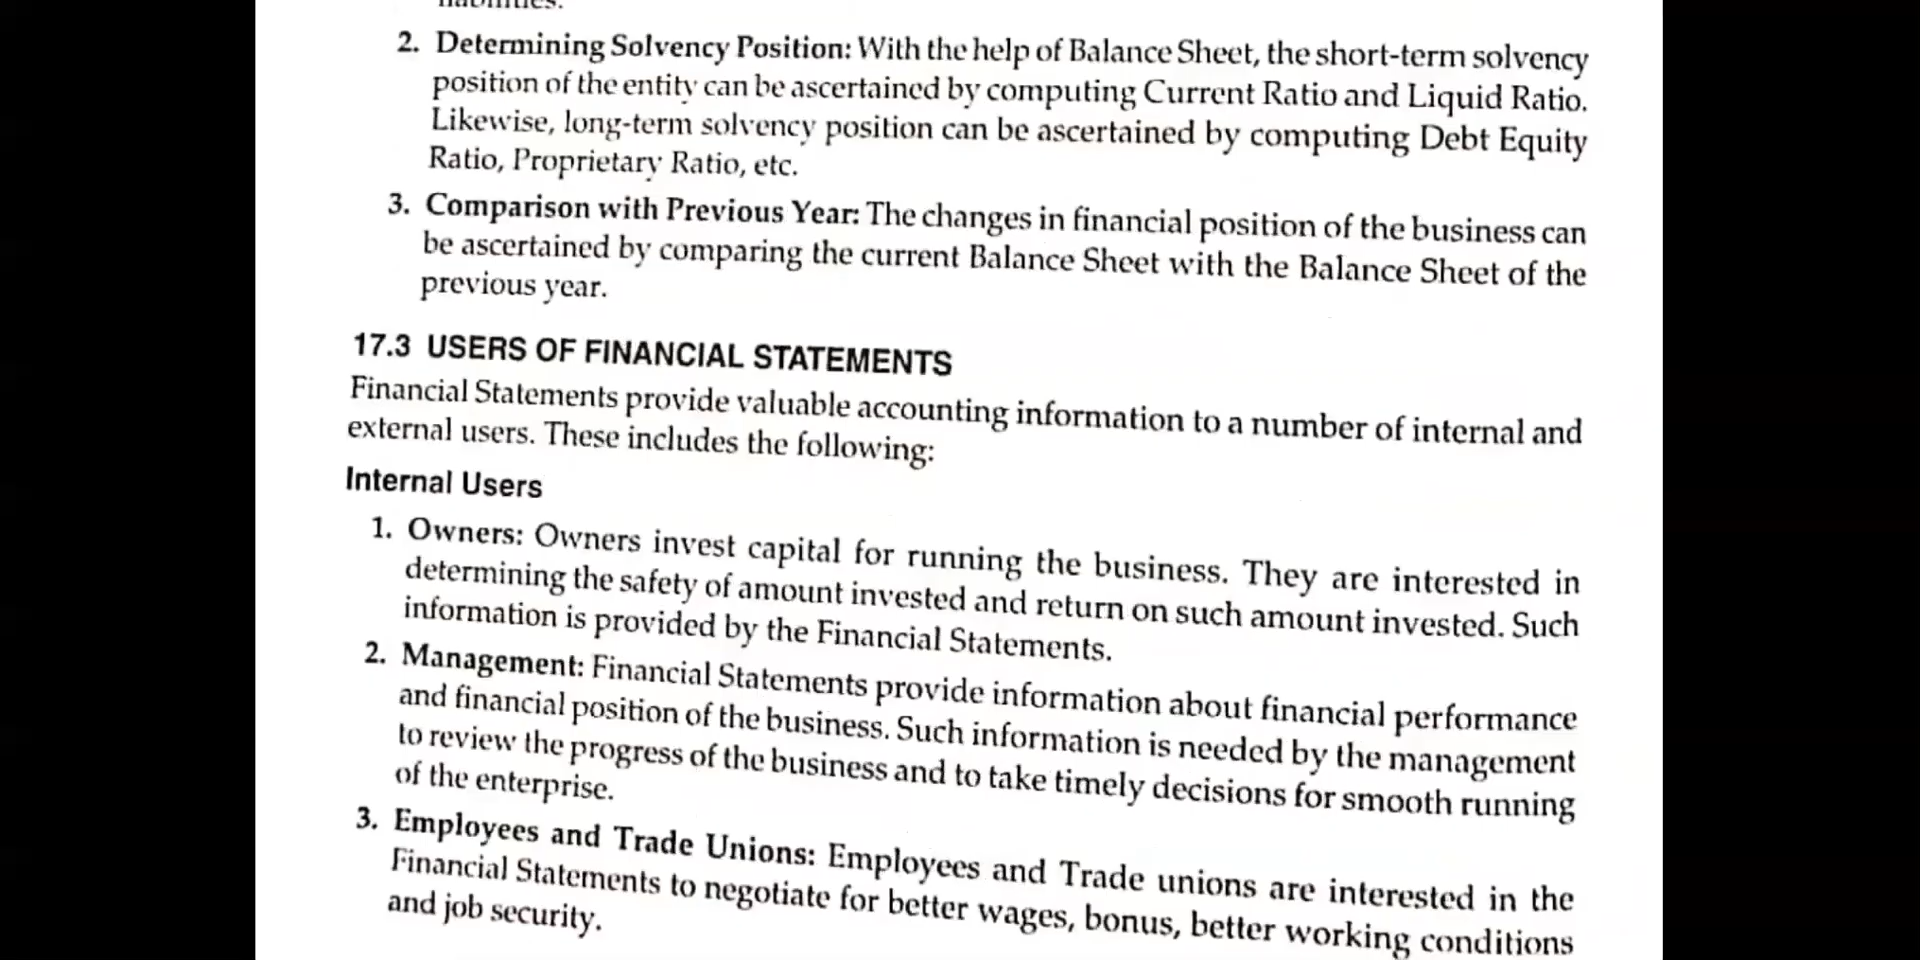 liabilities.
2. Determining Solvency Position: With the help of Balance Sheet, the short-term solvency
position of the entity can be ascertained by computing Current Ratio and Liquid Ratio.
Likewise, long-term solvency position can be ascertained by computing Debt Equity
Ratio, Proprietary Ratio, etc.
3. Comparison with Previous Year: The changes in financial position of the business can
be ascertained by comparing the current Balance Sheet with the Balance Sheet of the
previous year.
17.3 USERS OF FINANCIAL STATEMENTS
Financial Statements provide valuable accounting information to a number of internal and
external users. These includes the following:
Internal Users
1. Owners: Owners invest capital for running the business. They are interested in
determining the safety of amount invested and return on such amount invested. Such
information is provided by the Financial Statements.
2. Management: Financial Statements provide information about financial performance
and financial position of the business. Such information is needed by the management
to review the progress of the business and to take timely decisions for smooth running
of the enterprise.
3. Employees and Trade Unions: Employees and Trade unions are interested in the
Financial Statements to negotiate for better wages, bonus, better working conditions
and job security.